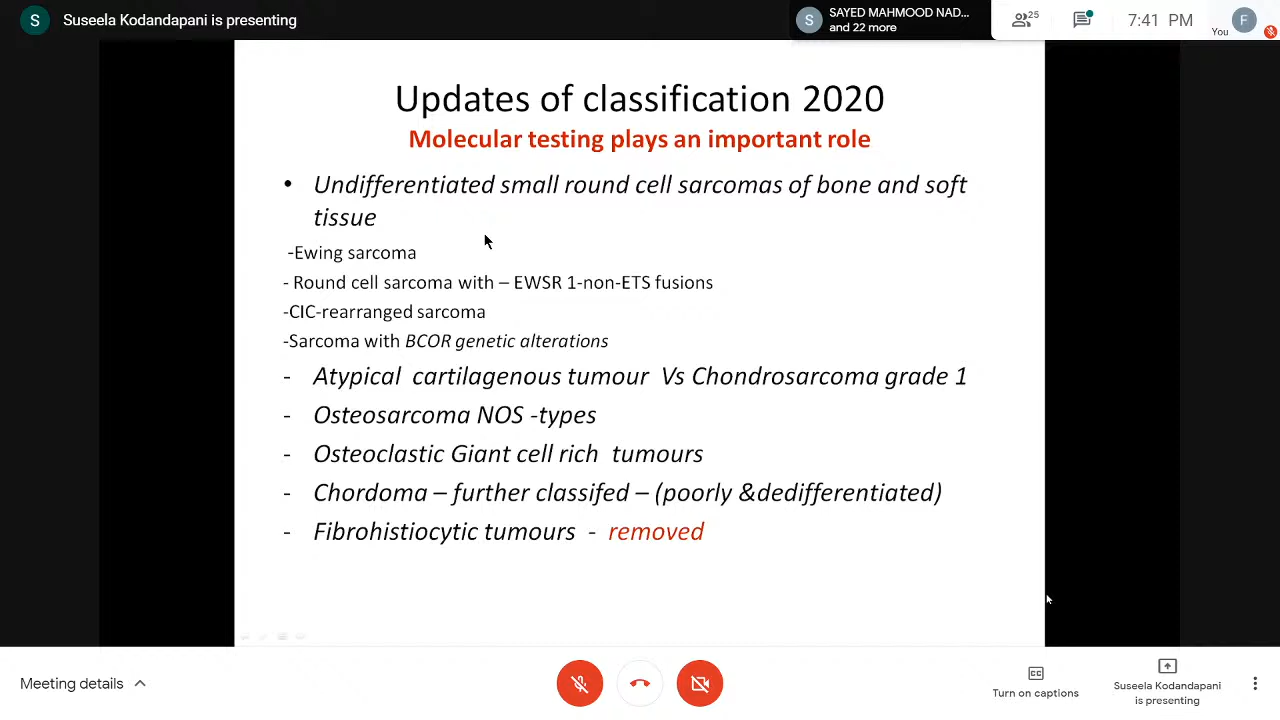 S Suseela Kodandapani is presenting
S SAYED MAHMOOD NAD...
and 22 more
25
7:41 PM
You F
Updates of classification 2020
Molecular testing plays an important role
• Undifferentiated small round cell sarcomas of bone and soft
tissue
-Ewing sarcoma
- Round cell sarcoma with – EWSR 1-non-ETS fusions
-CIC-rearranged sarcoma
-Sarcoma with BCOR genetic alterations
- Atypical cartilagenous tumour Vs Chondrosarcoma grade 1
- Osteosarcoma NOS -types
- Osteoclastic Giant cell rich tumours
- Chordoma – further classifed – (poorly &dedifferentiated)
- Fibrohistiocytic tumours - removed
Meeting details
CC
Turn on captions
Suseela Kodandapani
is presenting